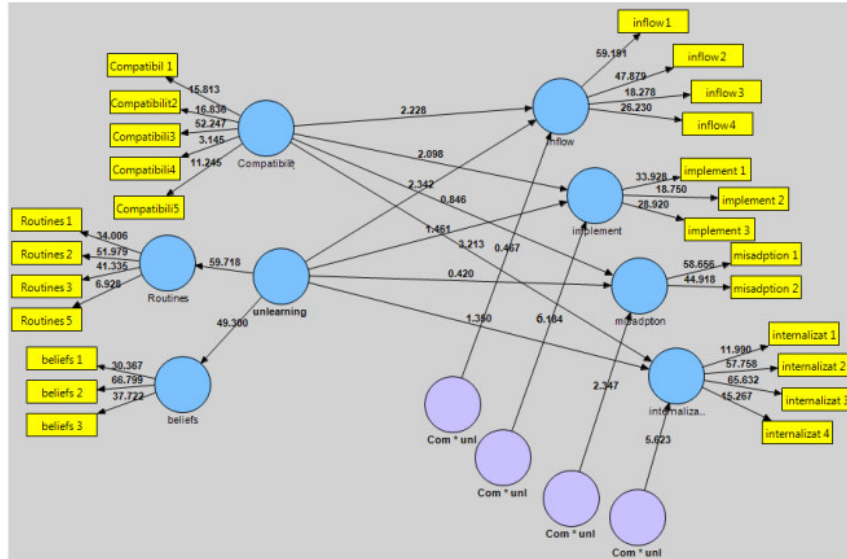 inflow1
inflow2
inflow3
inflow4
59.191
47.879
18.278
26.230
Inflow
Compatibil 1
Compatibilit2
Compatibili3
Compatibili4
Compatibili5
15.813
16.836
52.247
3.145
11.245
Compatibilit
2.228
2.098
2.342
0.846
1.461
3.213
0.467
0.420
1.350
implement 1
implement 2
implement 3
33.928
18.750
28.920
implement
Routines 1
Routines 2
Routines 3
Routines 5
34.006
51.979
41.335
6.928
Routines
59.718
unlearning
49.300
misadption 1
misadption 2
58.656
44.918
misadption
beliefs 1
beliefs 2
beliefs 3
30.367
66.799
37.722
beliefs
internalizat 1
internalizat 2
internalizat 3
internalizat 4
11.990
57.758
65.632
15.267
internaliza..
6.184
2.347
5.623
Com * unl
Com * unl
Com * unl
Com * unl